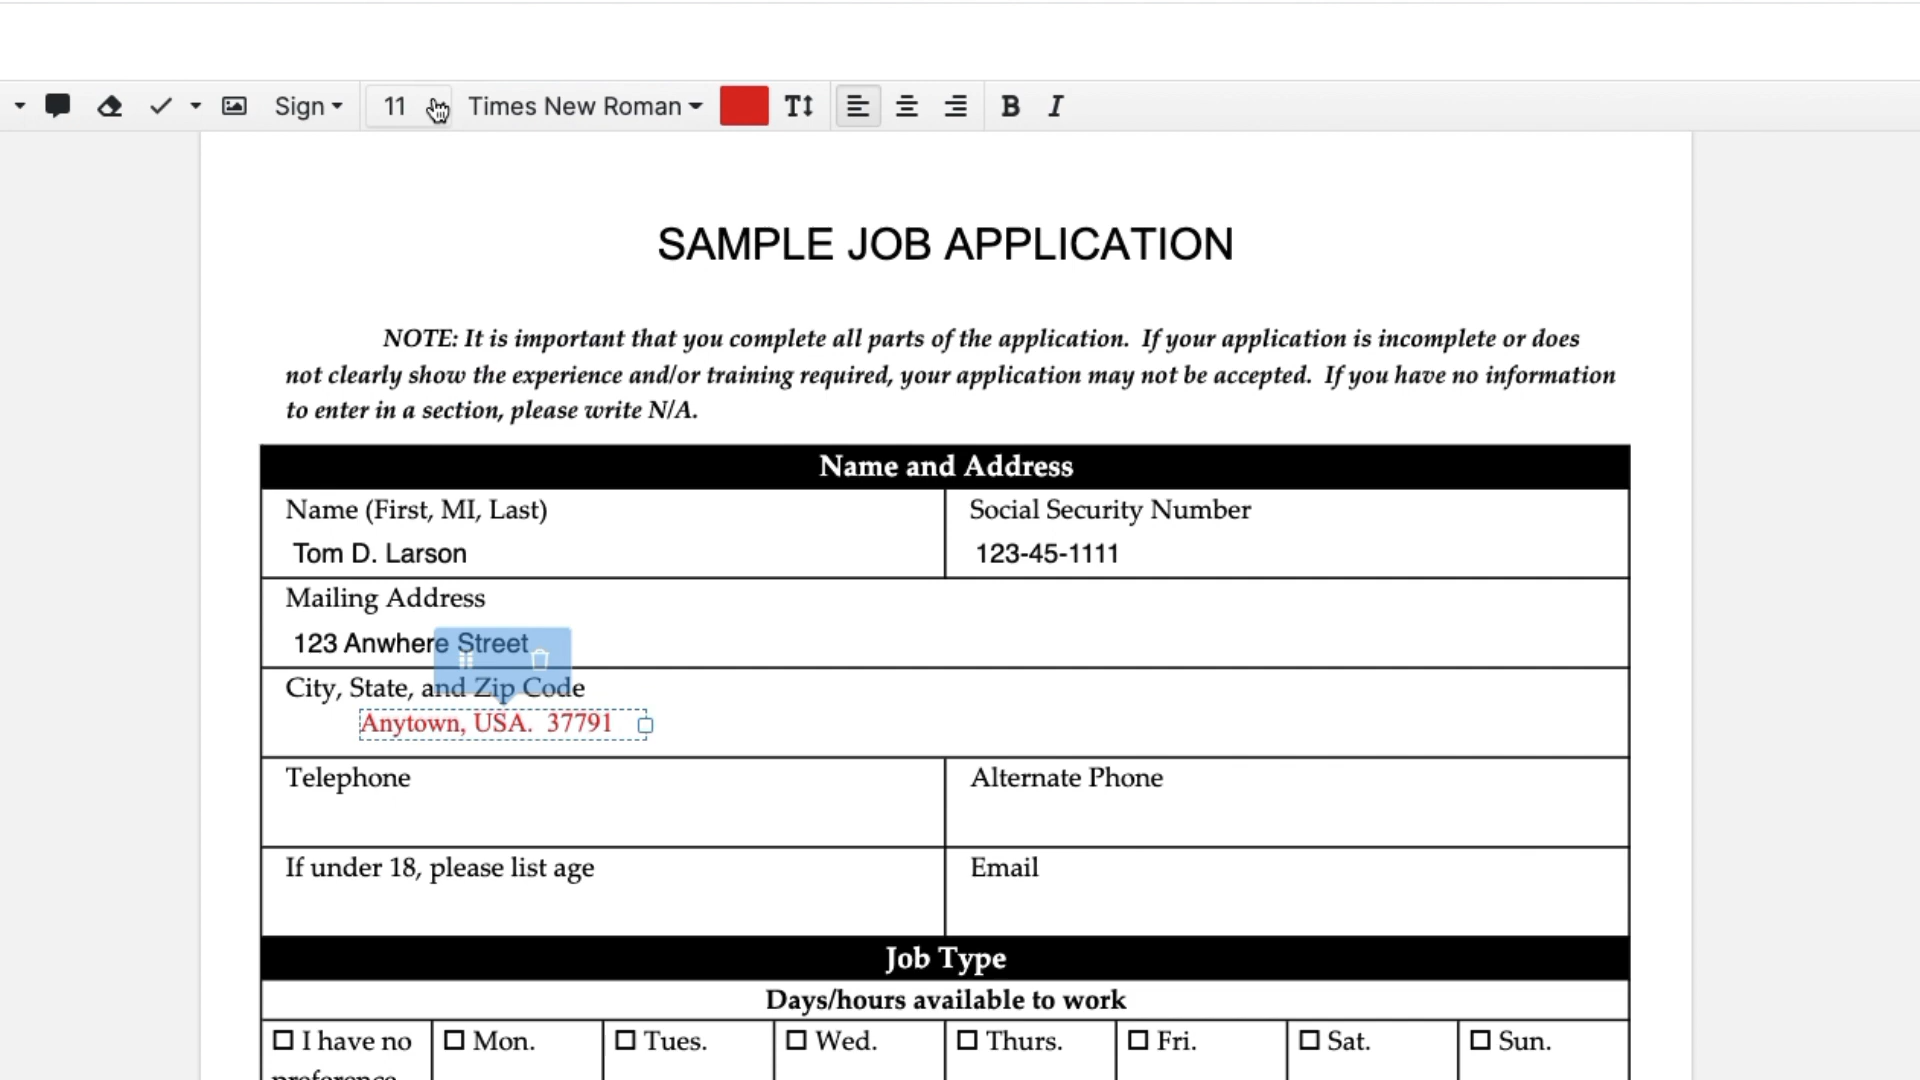 Sign 11 Times New Roman B I
SAMPLE JOB APPLICATION
NOTE: It is important that you complete all parts of the application. If your application is incomplete or does
not clearly show the experience and/or training required, your application may not be accepted. If you have no information
to enter in a section, please write N/A.
Name and Address
Name (First, MI, Last) Social Security Number
Tom D. Larson 123-45-1111
Mailing Address
123 Anwhere Street
City, State, and Zip Code
Anytown, USA. 37791
Telephone Alternate Phone
If under 18, please list age Email
Job Type
Days/hours available to work
I have no Mon. Tues. Wed. Thurs. Fri. Sat. Sun.
preference